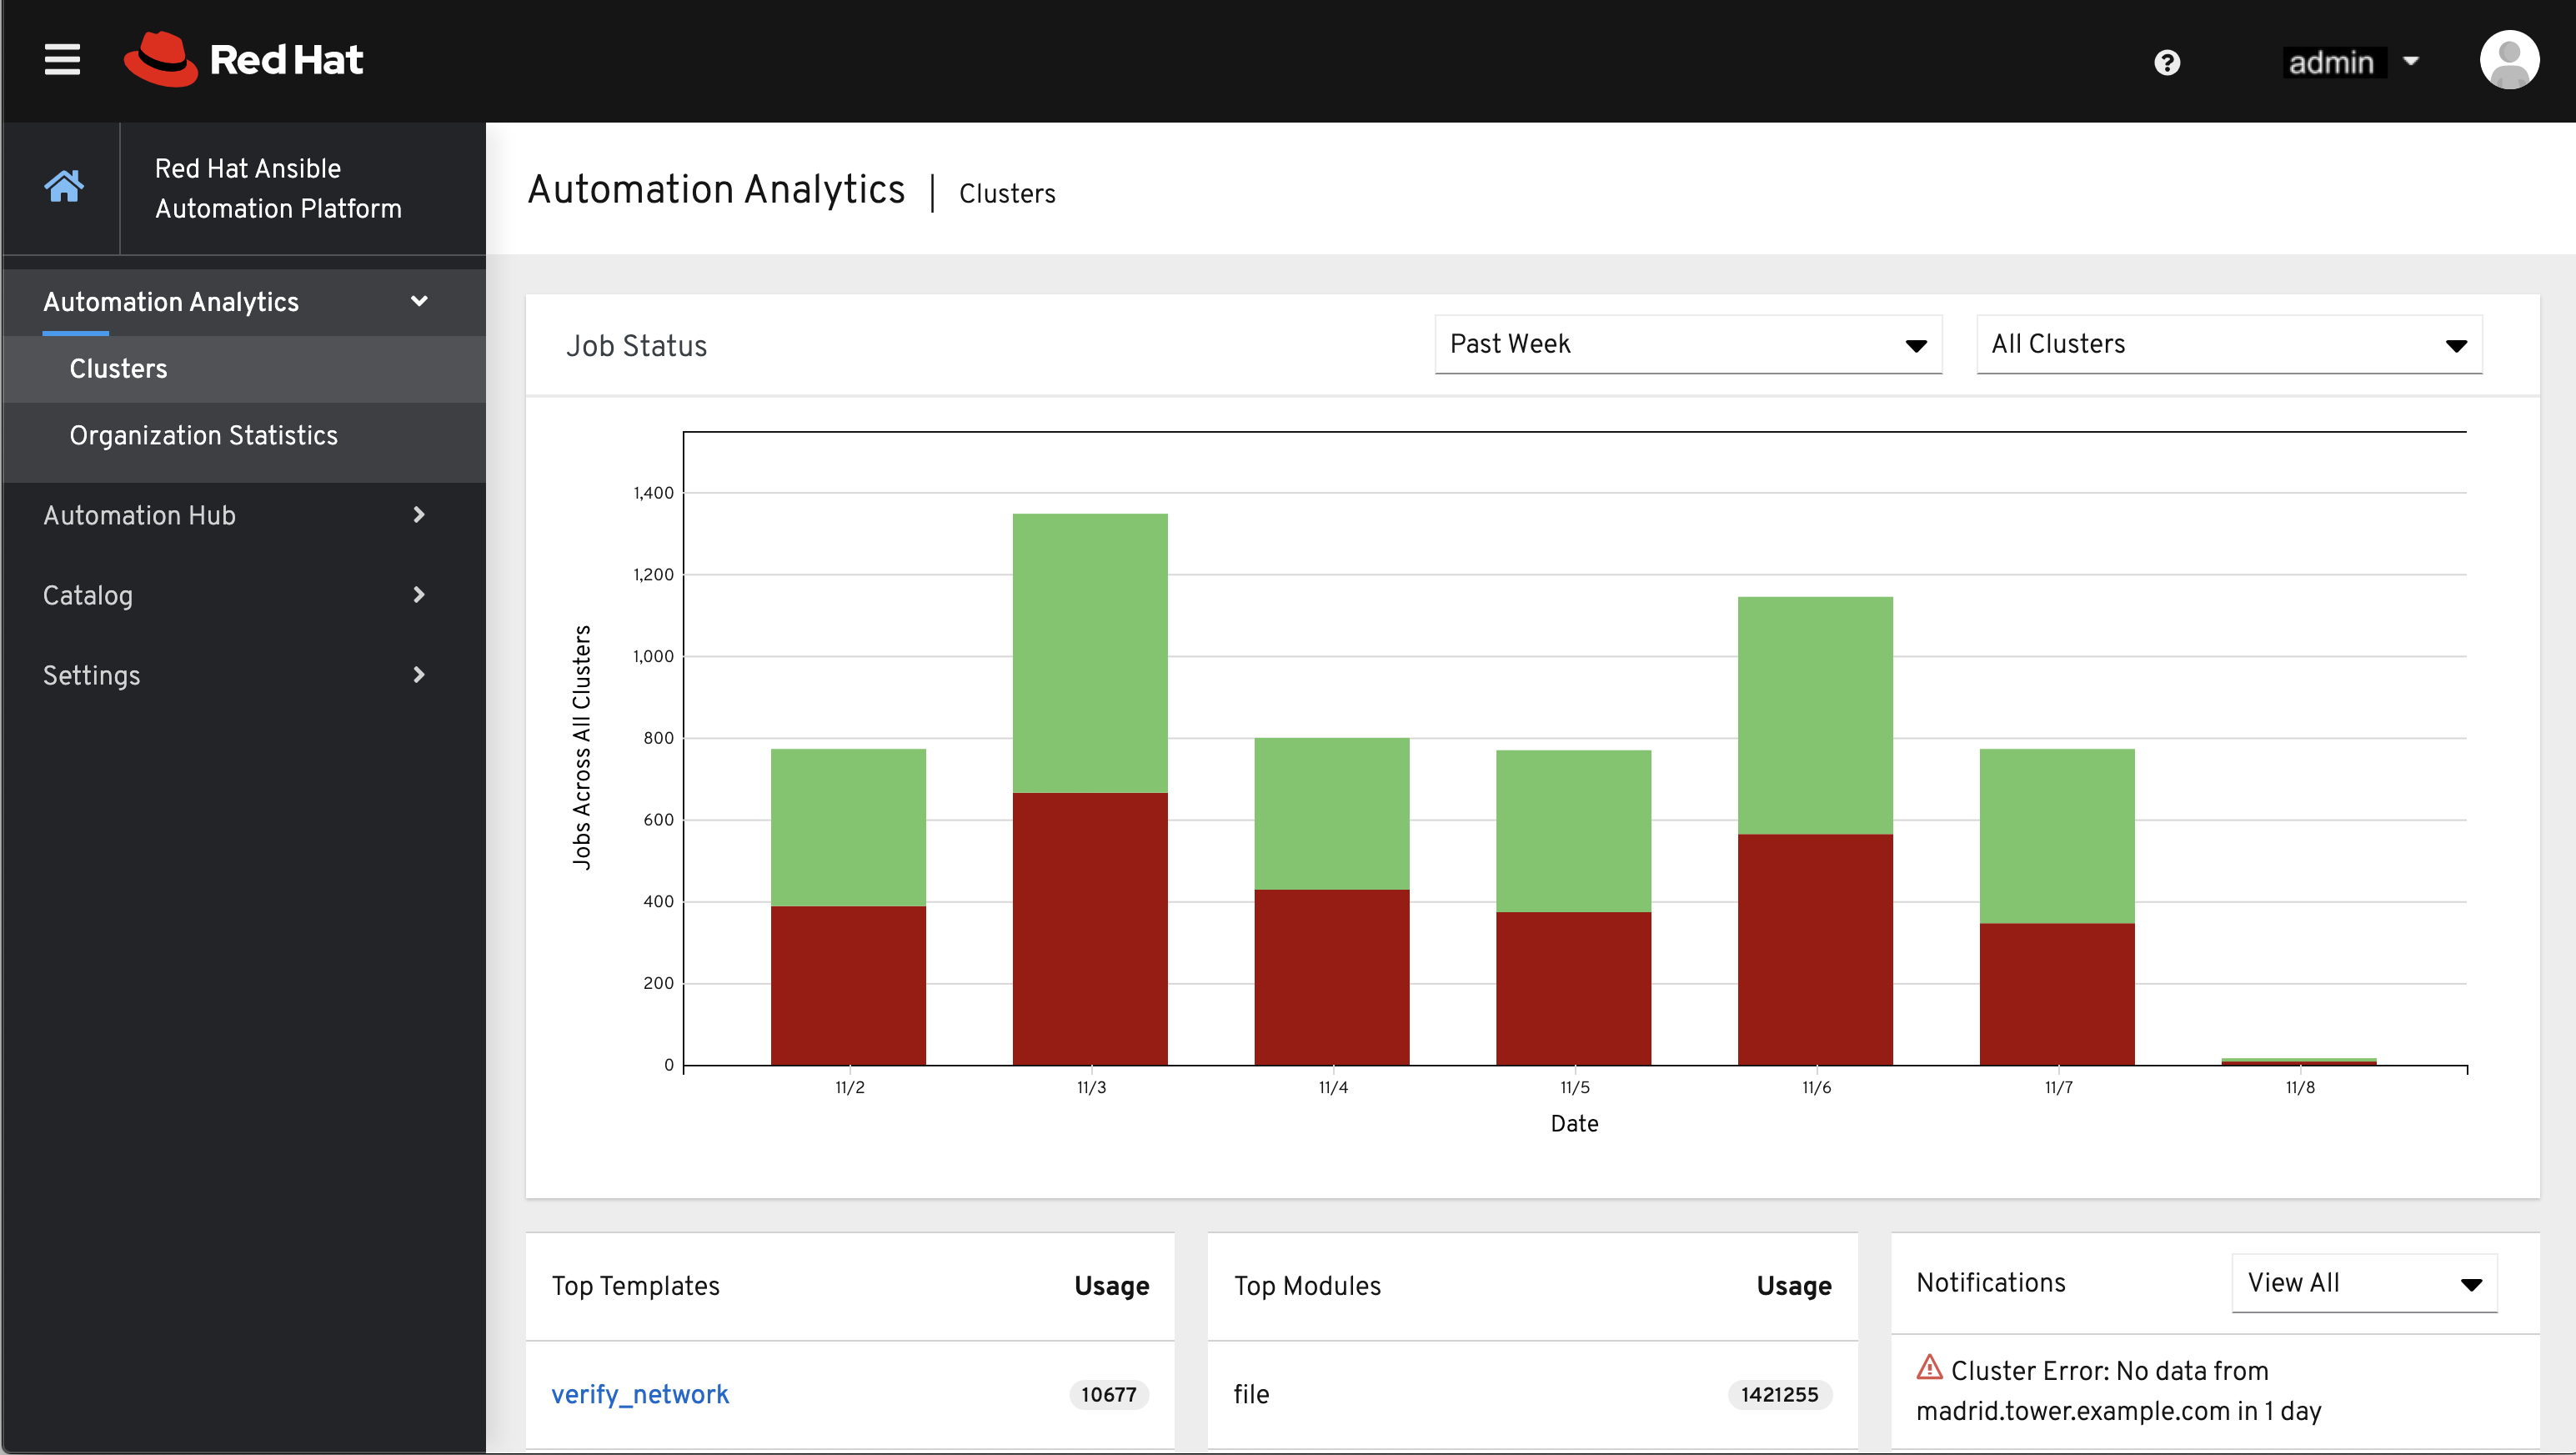 Red Hat
admin
Red Hat Ansible
Automation Platform
Automation Analytics
Clusters
Organization Statistics
Automation Hub
Catalog
Settings
Automation Analytics | Clusters
Job Status
Past Week
All Clusters
Jobs Across All Clusters
1,400
1,200
1,000
800
600
400
200
0
11/2 11/3 11/4 11/5 11/6 11/7 11/8
Date
Top Templates Usage
verify_network 10677
Top Modules Usage
file 1421255
Notifications View All
Cluster Error: No data from
madrid.tower.example.com in 1 day